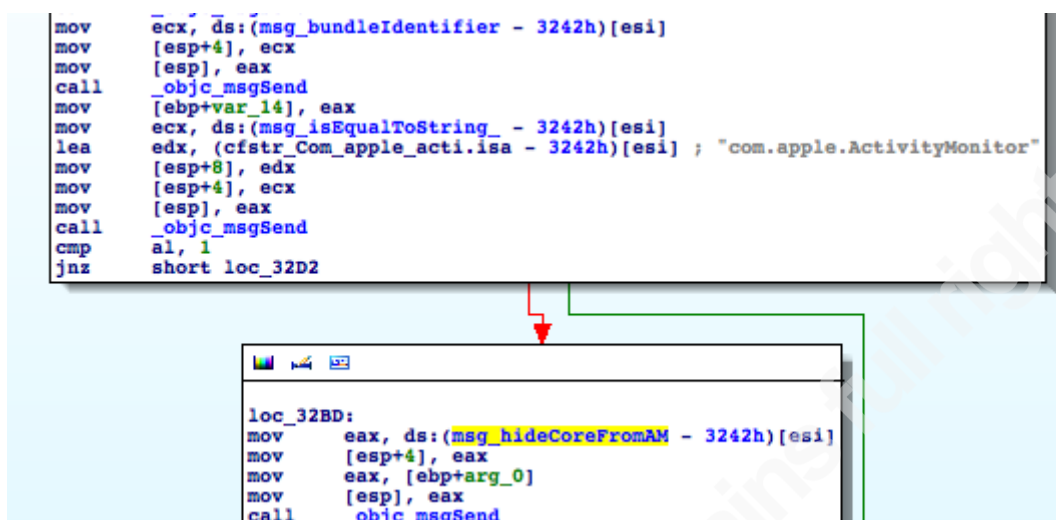 mov ecx, ds:(msg_bundleIdentifier - 3242h)[esi]
mov [esp+4], ecx
mov [esp], eax
call _objc_msgSend
mov [ebp+var_14], eax
mov ecx, ds:(msg_isEqualToString_ - 3242h)[esi]
lea edx, (cfstr_Com_apple_acti.isa - 3242h)[esi] ; "com.apple.ActivityMonitor"
mov [esp+8], edx
mov [esp+4], ecx
mov [esp], eax
call _objc_msgSend
cmp al, 1
jnz short loc_32D2
loc_32BD:
mov eax, ds:(msg_hideCoreFromAM - 3242h)[esi]
mov [esp+4], eax
mov eax, [ebp+arg_0]
mov [esp], eax
call _objc_msgSend